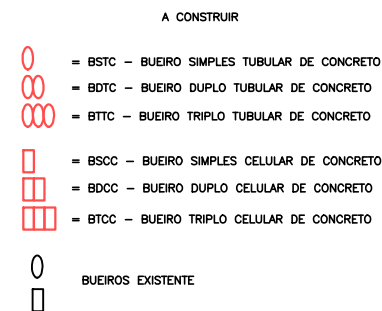 A CONSTRUIR
= BSTC – BUEIRO SIMPLES TUBULAR DE CONCRETO
= BDTC – BUEIRO DUPLO TUBULAR DE CONCRETO
= BTTC – BUEIRO TRIPLO TUBULAR DE CONCRETO
= BSCC – BUEIRO SIMPLES CELULAR DE CONCRETO
= BDCC – BUEIRO DUPLO CELULAR DE CONCRETO
= BTCC – BUEIRO TRIPLO CELULAR DE CONCRETO
BUEIROS EXISTENTE